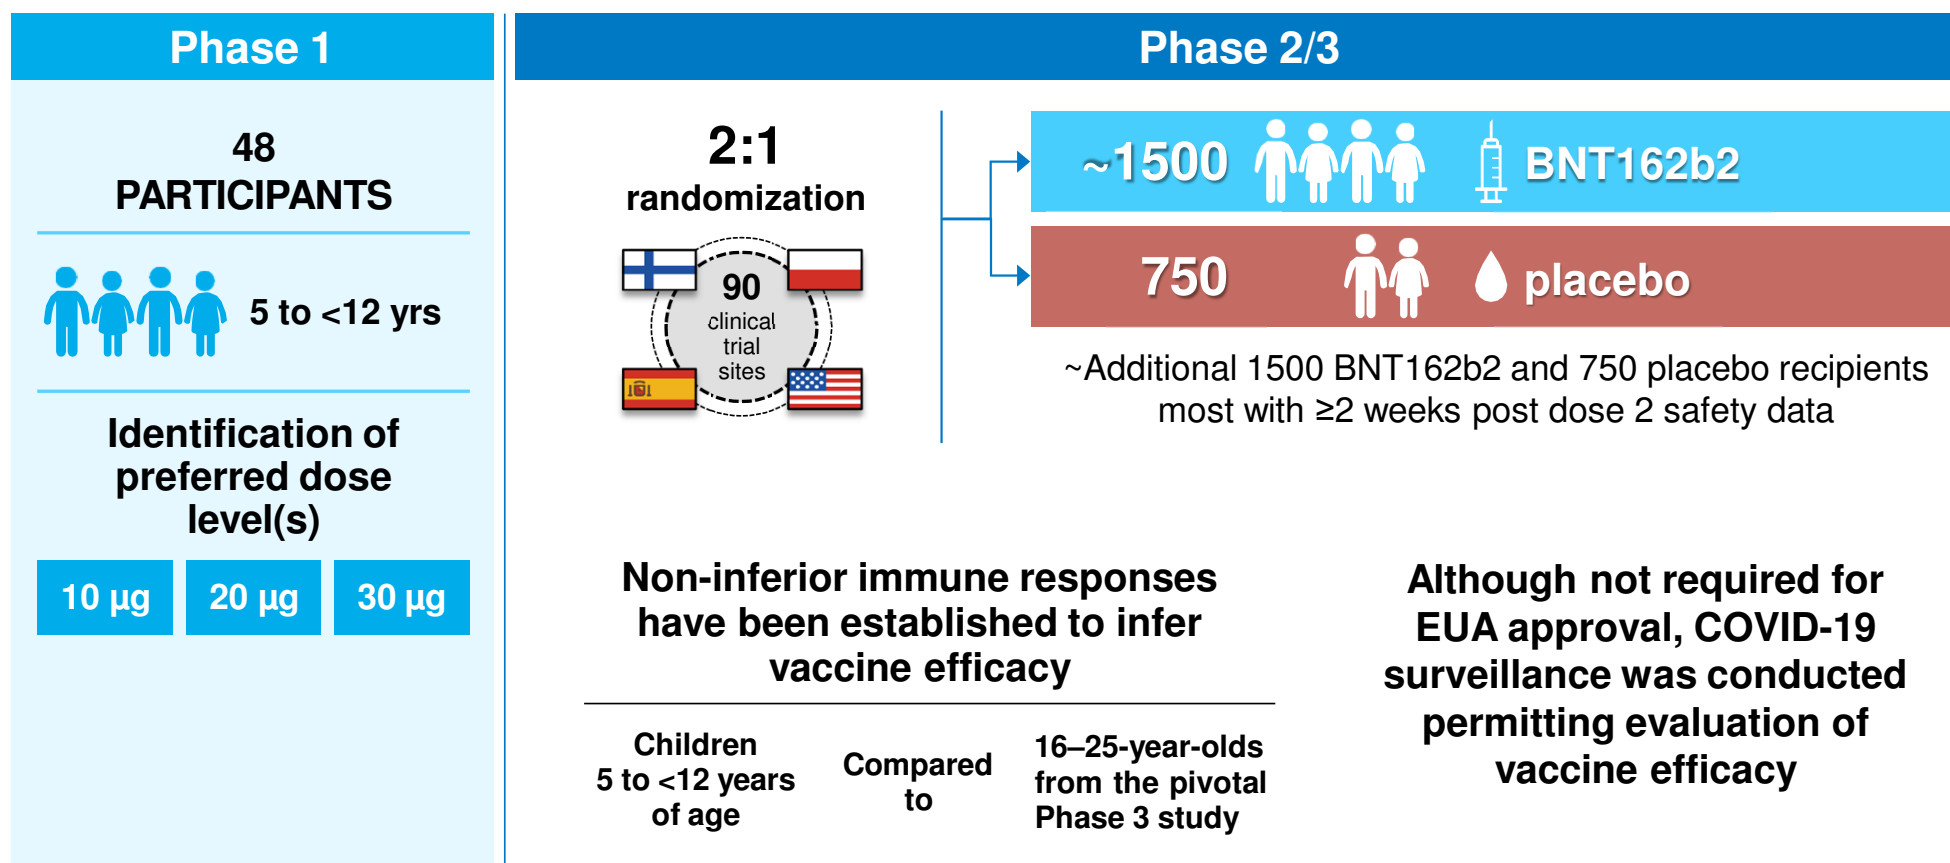 Phase 1
48
PARTICIPANTS
5 to <12 yrs
Identification of
preferred dose
level(s)
10 µg
20 µg
30 µg
Phase 2/3
2:1
randomization
90
clinical
trial
sites
~1500
BNT162b2
750
placebo
~Additional 1500 BNT162b2 and 750 placebo recipients
most with ≥2 weeks post dose 2 safety data
Non-inferior immune responses
have been established to infer
vaccine efficacy
Children
5 to <12 years
of age
Compared
to
16–25-year-olds
from the pivotal
Phase 3 study
Although not required for
EUA approval, COVID-19
surveillance was conducted
permitting evaluation of
vaccine efficacy